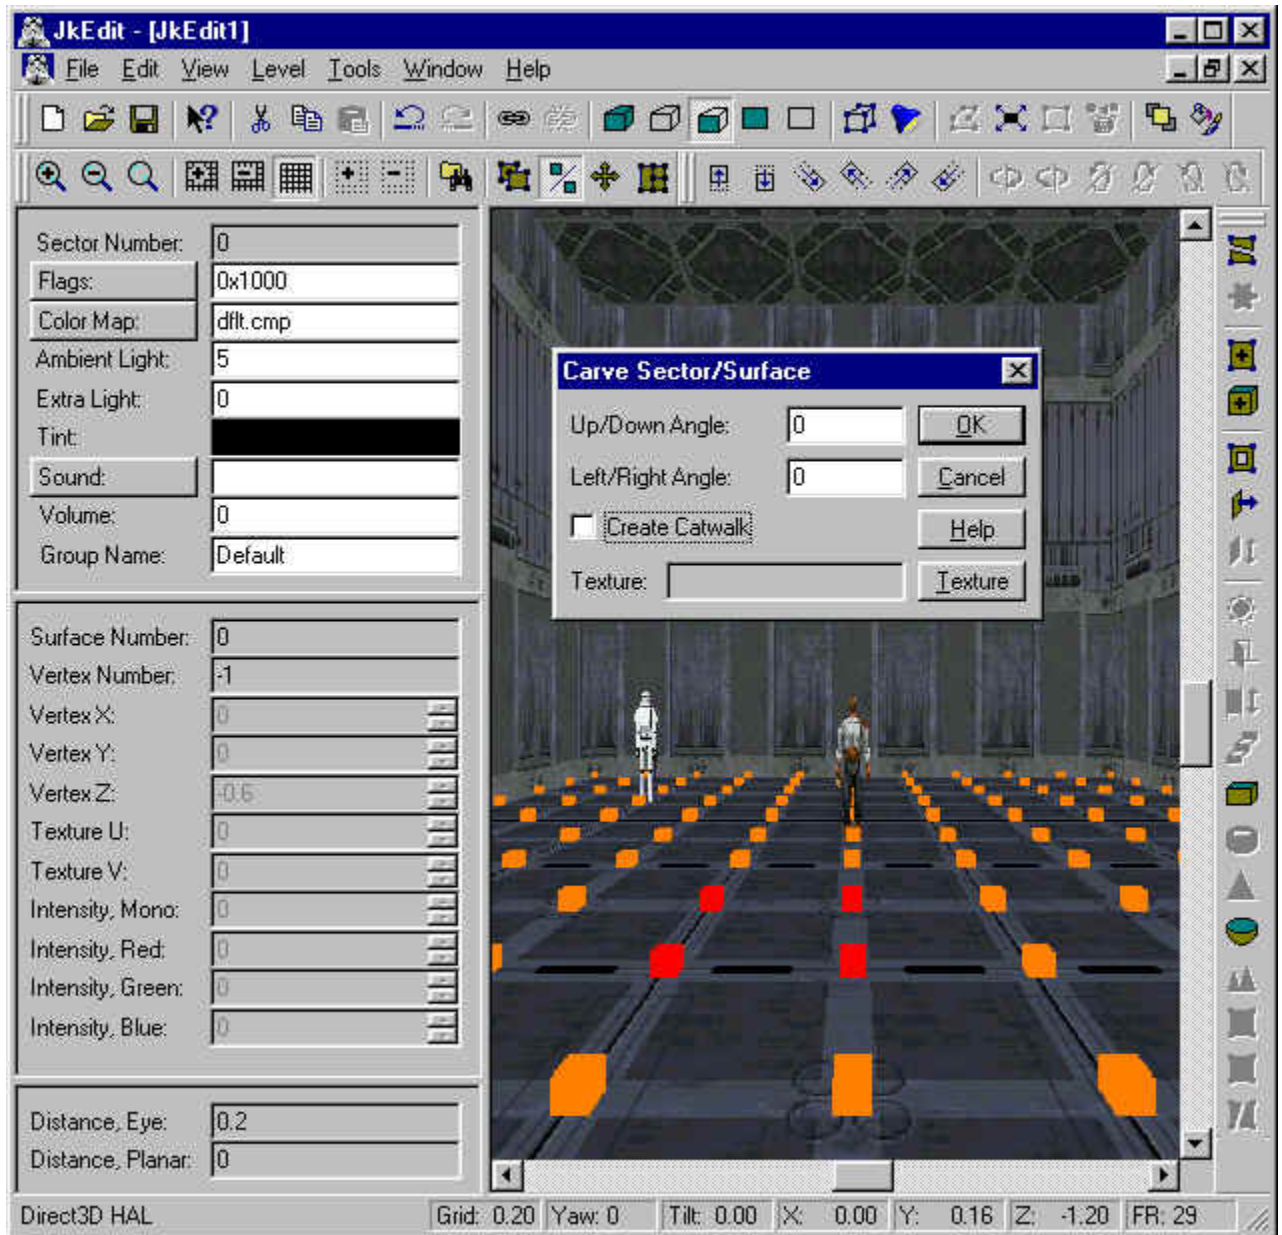 JkEdit - [JkEdit1]
File Edit View Level Tools Window Help
Sector Number: 0
Flags: 0x1000
Color Map: dflt.cmp
Ambient Light: 5
Extra Light: 0
Tint:
Sound:
Volume: 0
Group Name: Default
Carve Sector/Surface
Up/Down Angle: 0 OK
Left/Right Angle: 0 Cancel
Create Catwalk Help
Texture: Texture
Surface Number: 0
Vertex Number: -1
Vertex X: 0
Vertex Y: 0
Vertex Z: -0.6
Texture U: 0
Texture V: 0
Intensity, Mono: 0
Intensity, Red: 0
Intensity, Green: 0
Intensity, Blue: 0
Distance, Eye: 0.2
Distance, Planar: 0
Direct3D HAL Grid: 0.20 Yaw: 0 Tilt: 0.00 X: 0.00 Y: 0.16 Z: -1.20 FR: 29